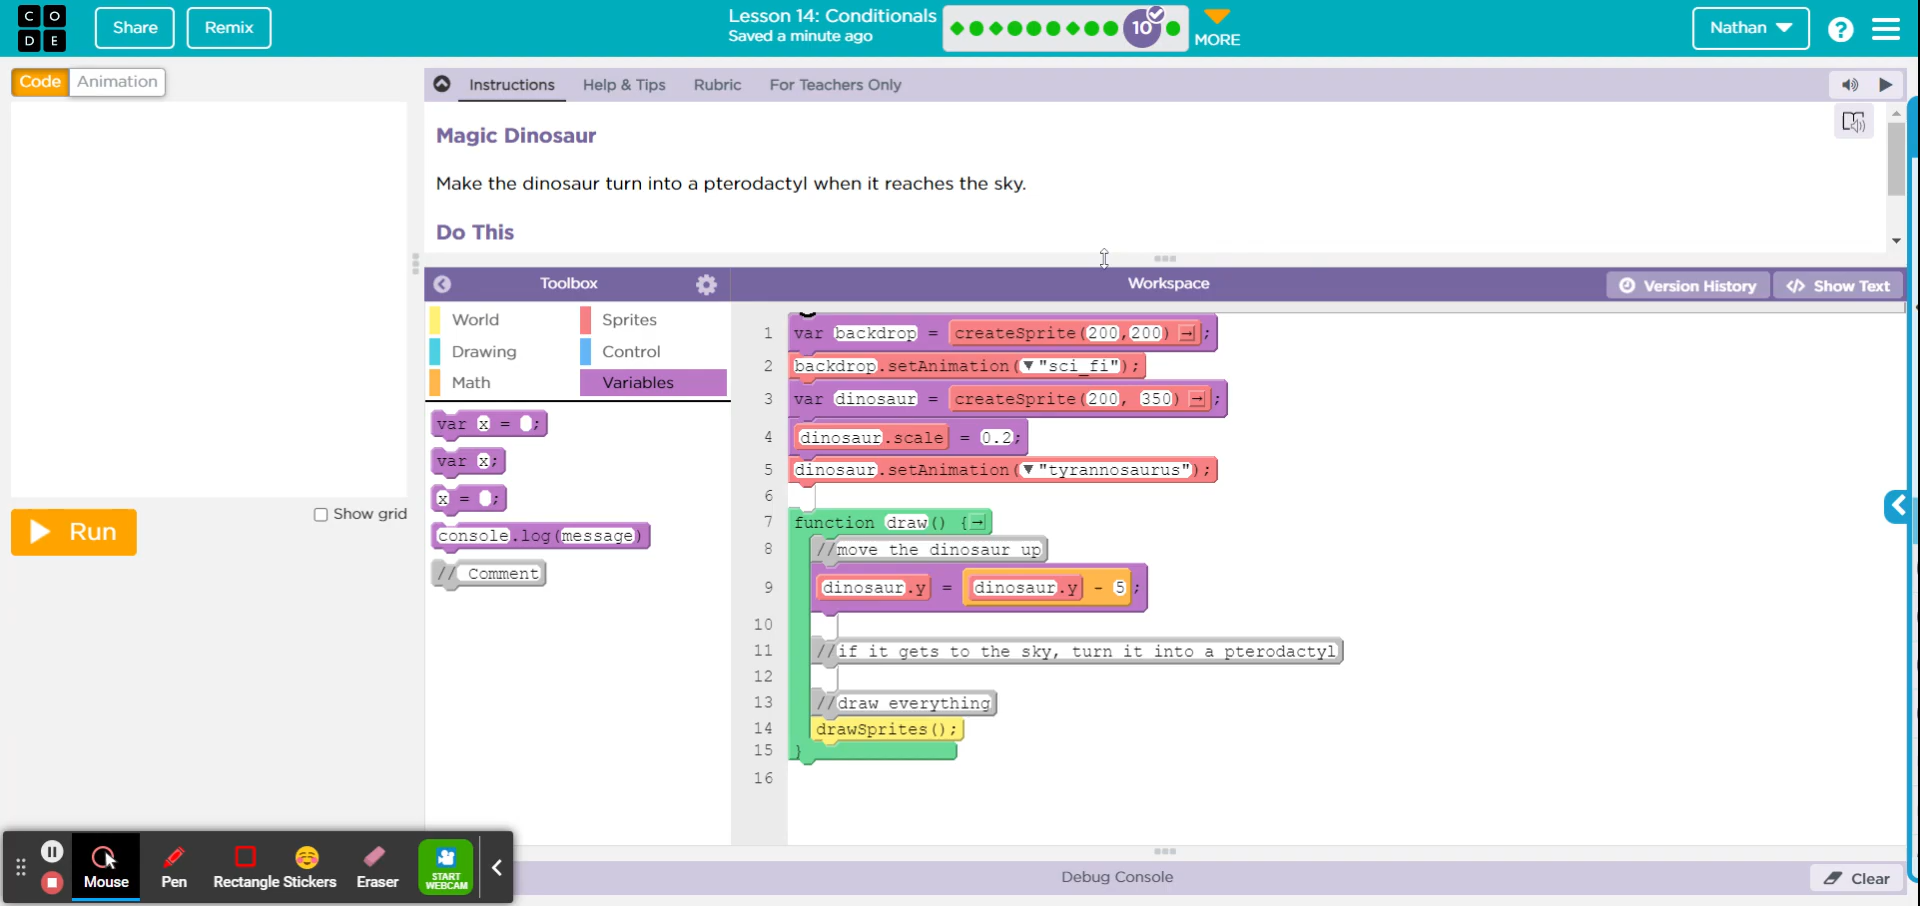 CO
DE
Share
Remix
Lesson 14: Conditionals
Saved a minute ago
10
MORE
Nathan
?
Code
Animation
Instructions
Help & Tips
Rubric
For Teachers Only
Magic Dinosaur
Make the dinosaur turn into a pterodactyl when it reaches the sky.
Do This
Toolbox
Workspace
Version History
</> Show Text
World
Sprites
Drawing
Control
Math
Variables
var x = ;
var x;
x = ;
console.log(message)
// Comment
1 var backdrop = createSprite(200,200) → ;
2 backdrop.setAnimation(▼"sci_fi");
3 var dinosaur = createSprite(200, 350) → ;
4 dinosaur.scale = 0.2;
5 dinosaur.setAnimation(▼"tyrannosaurus");
6
7 function draw() {→
8 //move the dinosaur up
9 dinosaur.y = dinosaur.y - 5 ;
10
11 //if it gets to the sky, turn it into a pterodactyl
12
13 //draw everything
14 drawSprites();
15 }
16
Show grid
Run
Mouse
Pen
Rectangle
Stickers
Eraser
START
WEBCAM
Debug Console
Clear